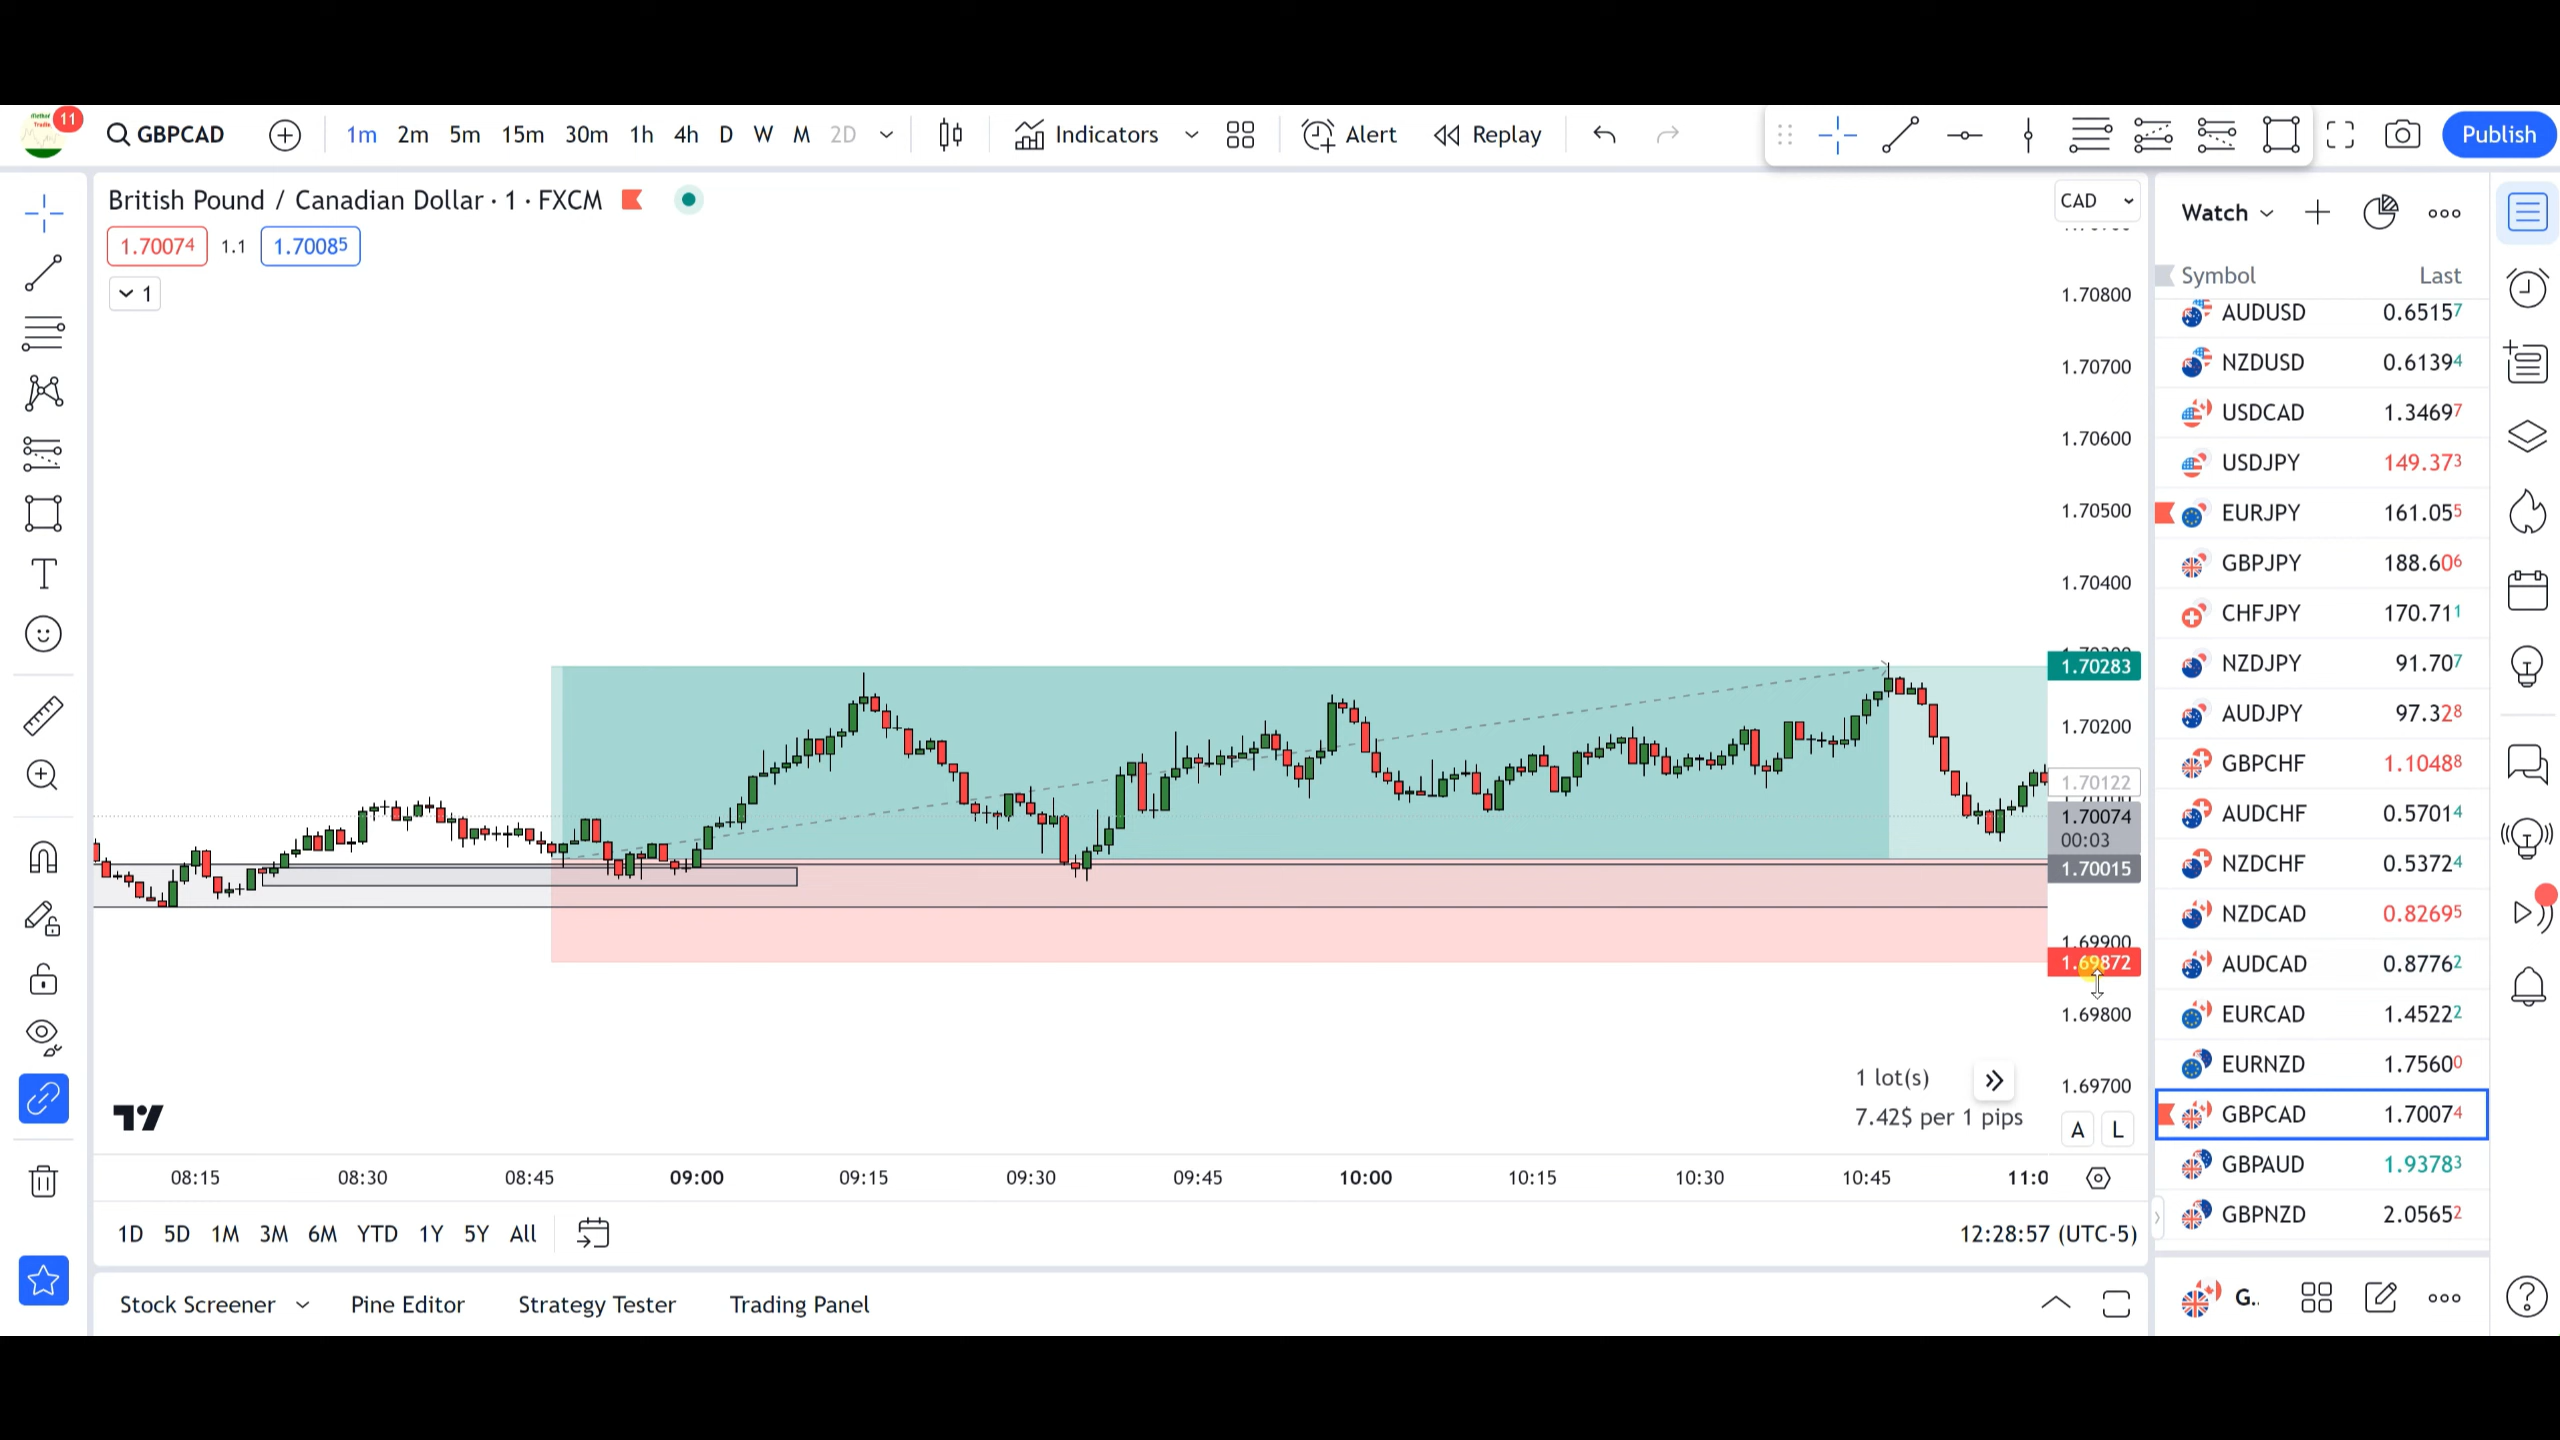 11
GBPCAD
1m 2m 5m 15m 30m 1h 4h D W M 2D
Indicators
Alert
Replay
Publish
British Pound / Canadian Dollar · 1 · FXCM
1.70074 1.1 1.70085
1
CAD
1.70800
1.70700
1.70600
1.70500
1.70400
1.70283
1.70200
1.70122
1.70074
00:03
1.70015
1.69900
1.69872
1.69800
1.69700
1 lot(s)
7.42$ per 1 pips
A L
08:15 08:30 08:45 09:00 09:15 09:30 09:45 10:00 10:15 10:30 10:45 11:0
1D 5D 1M 3M 6M YTD 1Y 5Y All
12:28:57 (UTC-5)
Stock Screener Pine Editor Strategy Tester Trading Panel
Watch
Symbol Last
AUDUSD 0.65157
NZDUSD 0.61394
USDCAD 1.34697
USDJPY 149.373
EURJPY 161.055
GBPJPY 188.606
CHFJPY 170.711
NZDJPY 91.707
AUDJPY 97.328
GBPCHF 1.10488
AUDCHF 0.57014
NZDCHF 0.53724
NZDCAD 0.82695
AUDCAD 0.87762
EURCAD 1.45222
EURNZD 1.75600
GBPCAD 1.70074
GBPAUD 1.93783
GBPNZD 2.05652
G..